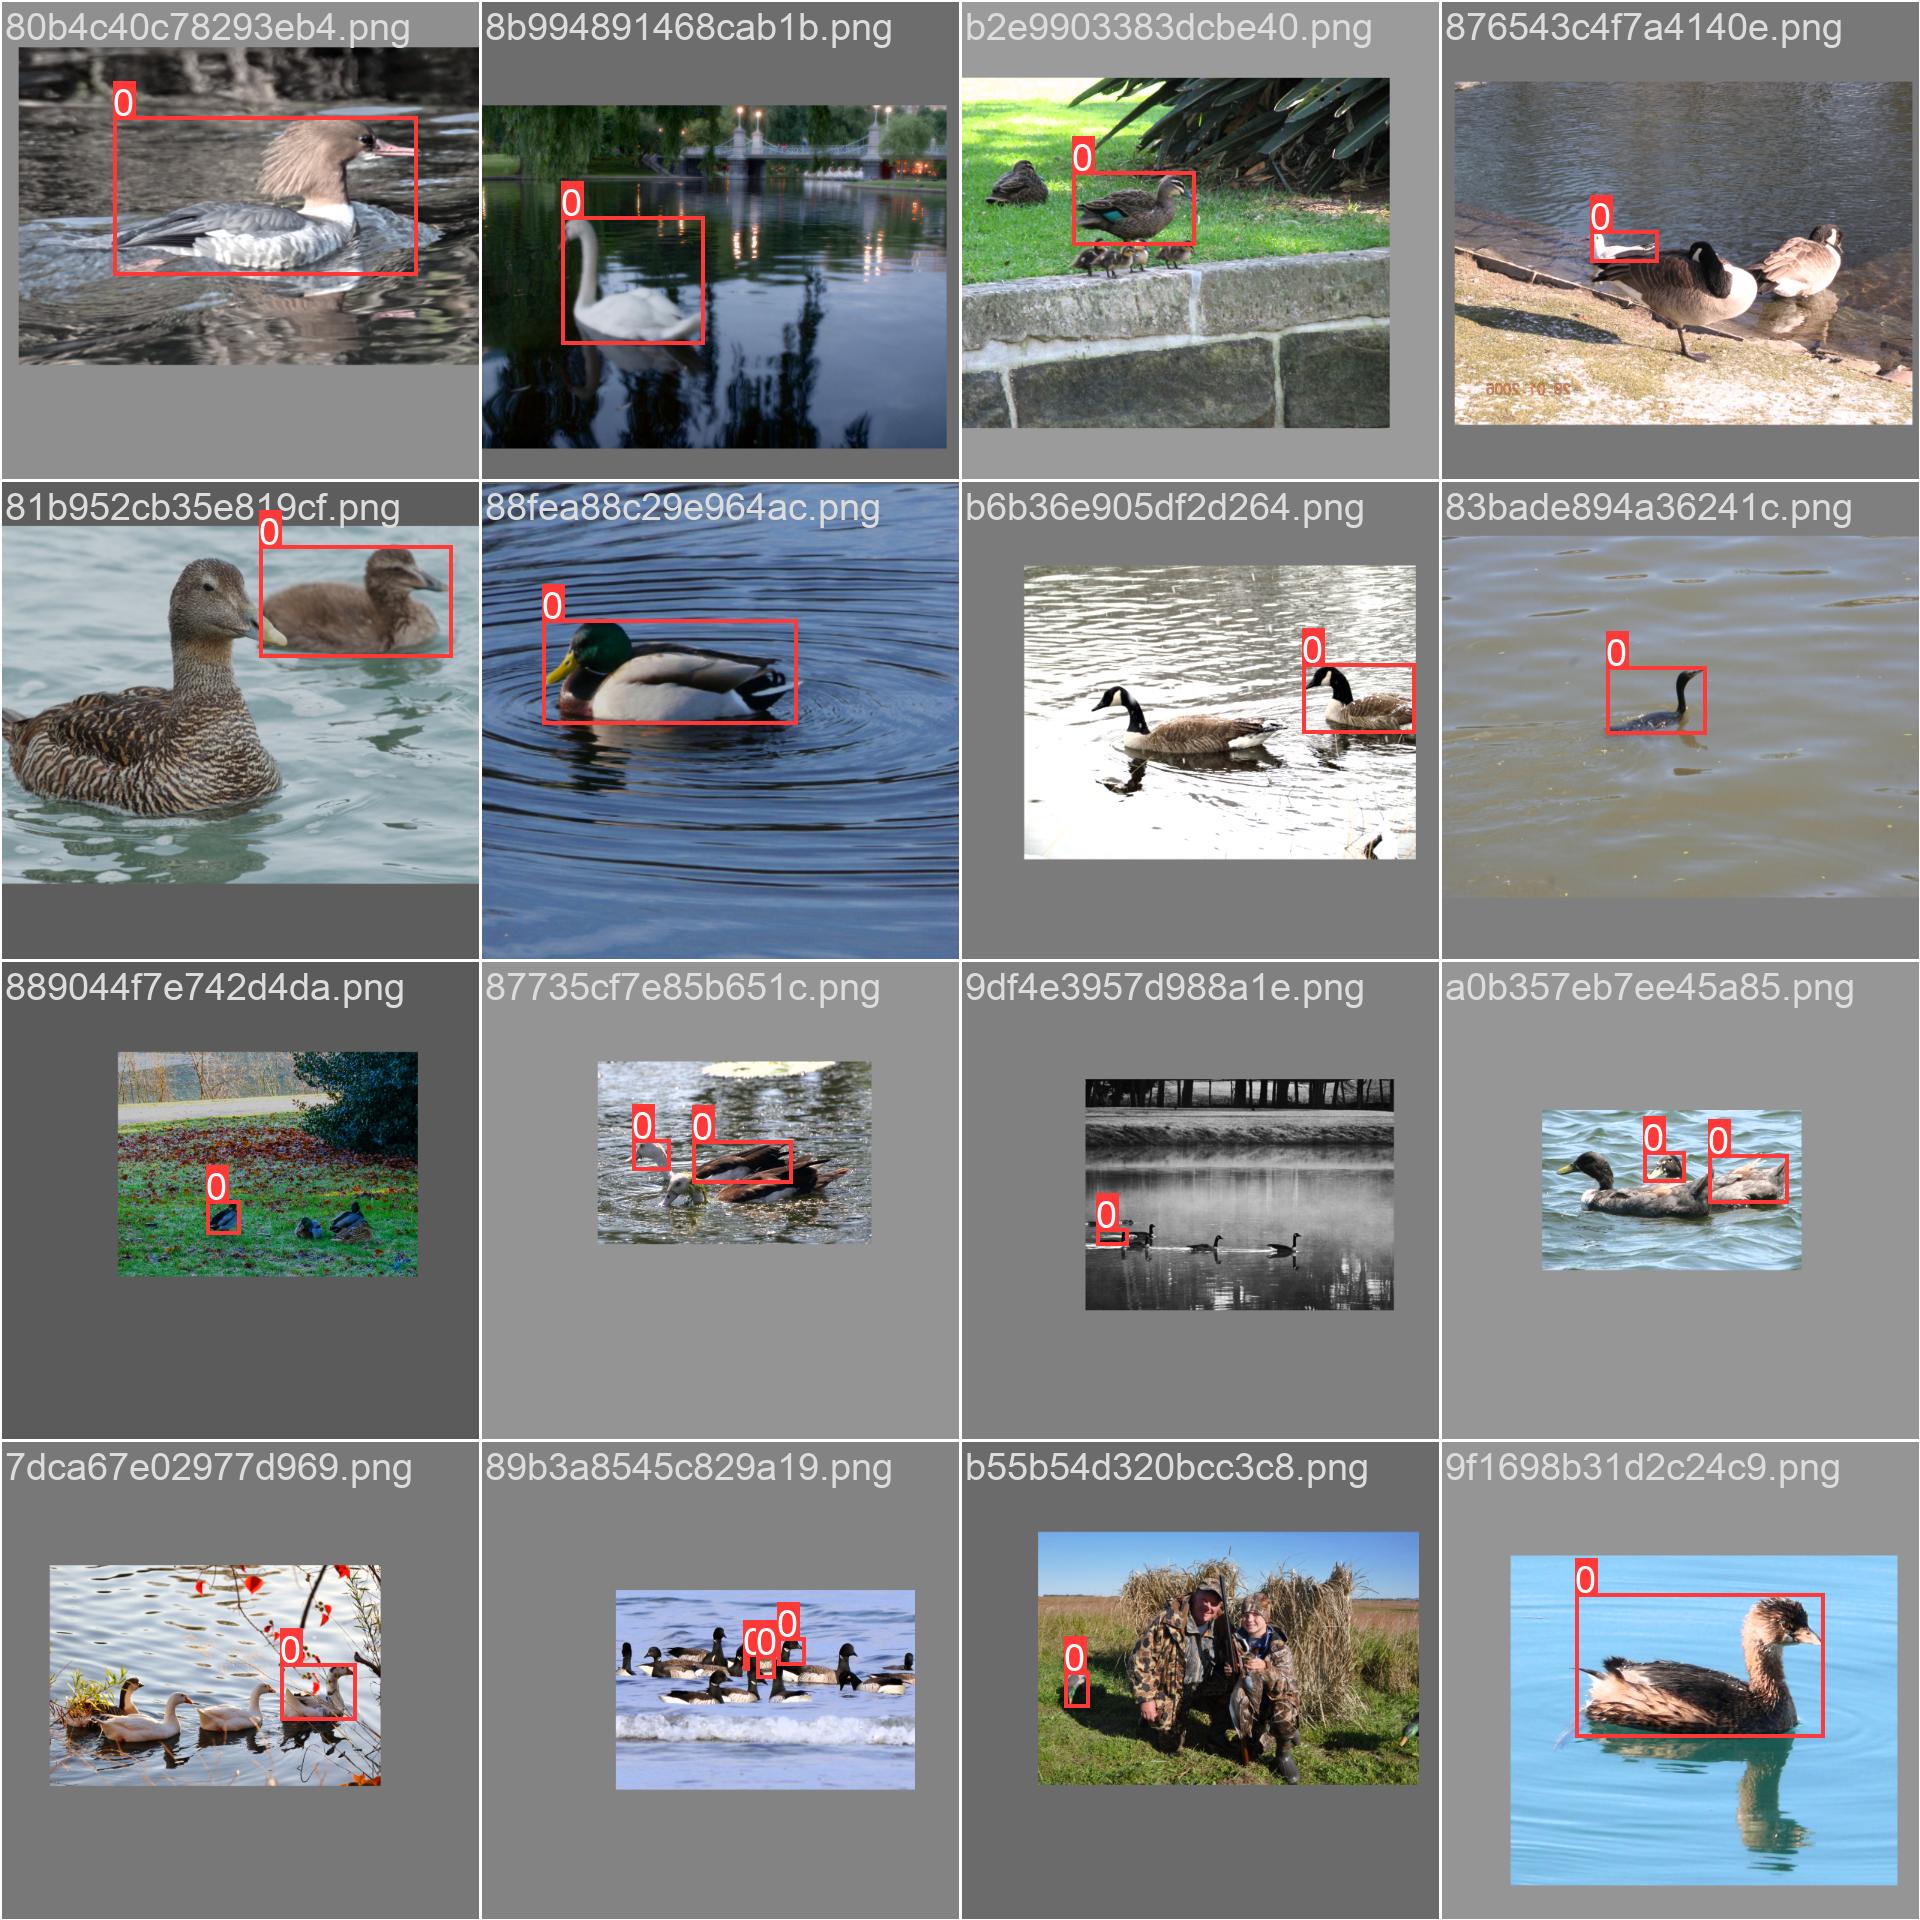 80b4c40c78293eb4.png
8b994891468cab1b.png
b2e9903383dcbe40.png
876543c4f7a4140e.png
0
0
0
0
81b952cb35e819cf.png
88fea88c29e964ac.png
b6b36e905df2d264.png
83bade894a36241c.png
0
0
0
0
889044f7e742d4da.png
87735cf7e85b651c.png
9df4e3957d988a1e.png
a0b357eb7ee45a85.png
0
0
0
0
0
0
7dca67e02977d969.png
89b3a8545c829a19.png
b55b54d320bcc3c8.png
9f1698b31d2c24c9.png
0
0
0
0
0
0